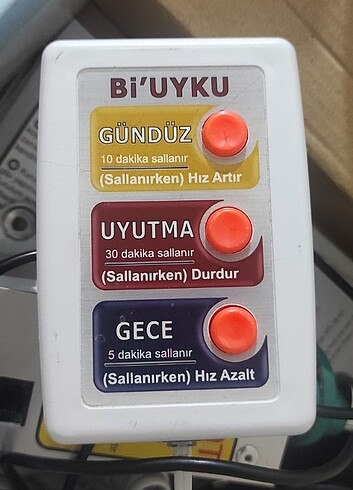 Bi'UYKU
GÜNDÜZ
10 dakika sallanır
(Sallanırken) Hız Artır
UYUTMA
30 dakika sallanır
(Sallanırken) Durdur
GECE
5 dakika sallanır
(Sallanırken) Hız Azalt